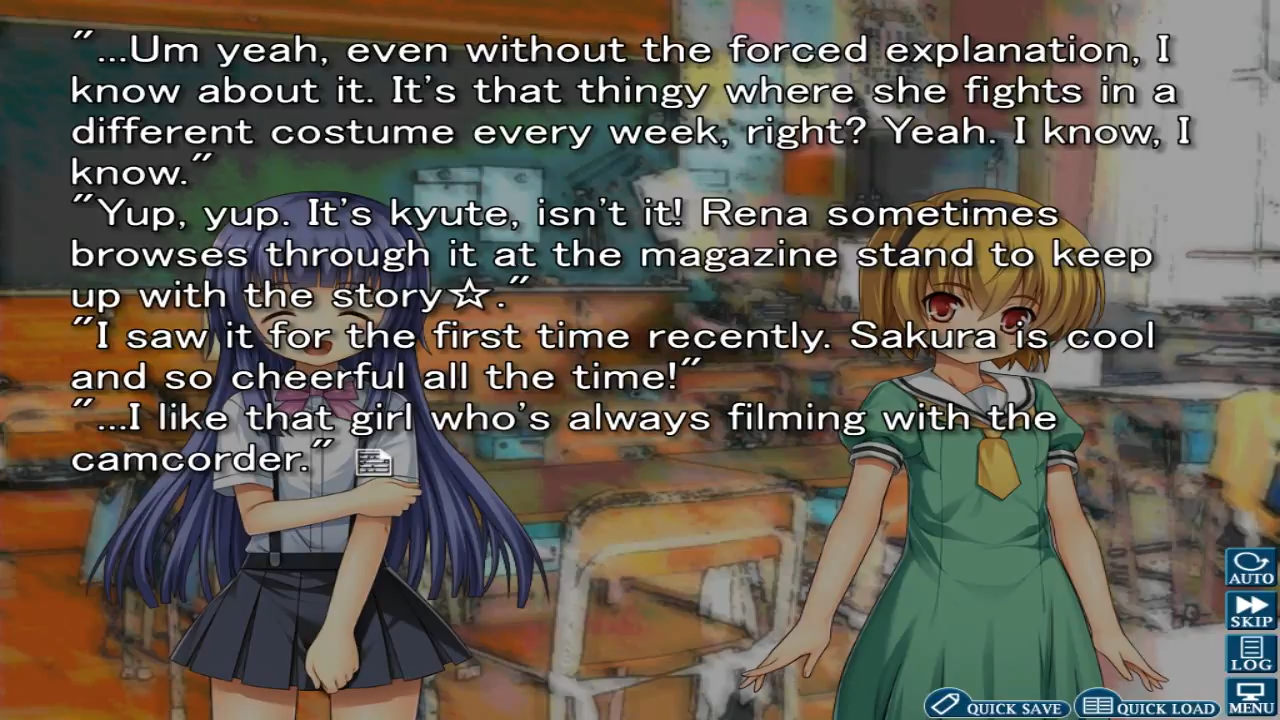 "...Um yeah, even without the forced explanation, I
know about it. It's that thingy where she fights in a
different costume every week, right? Yeah. I know, I
know."
"Yup, yup. It's kyute, isn't it! Rena sometimes
browses through it at the magazine stand to keep
up with the story☆."
"I saw it for the first time recently. Sakura is cool
and so cheerful all the time!"
"...I like that girl who's always filming with the
camcorder."
AUTO
SKIP
LOG
MENU
QUICK SAVE
QUICK LOAD